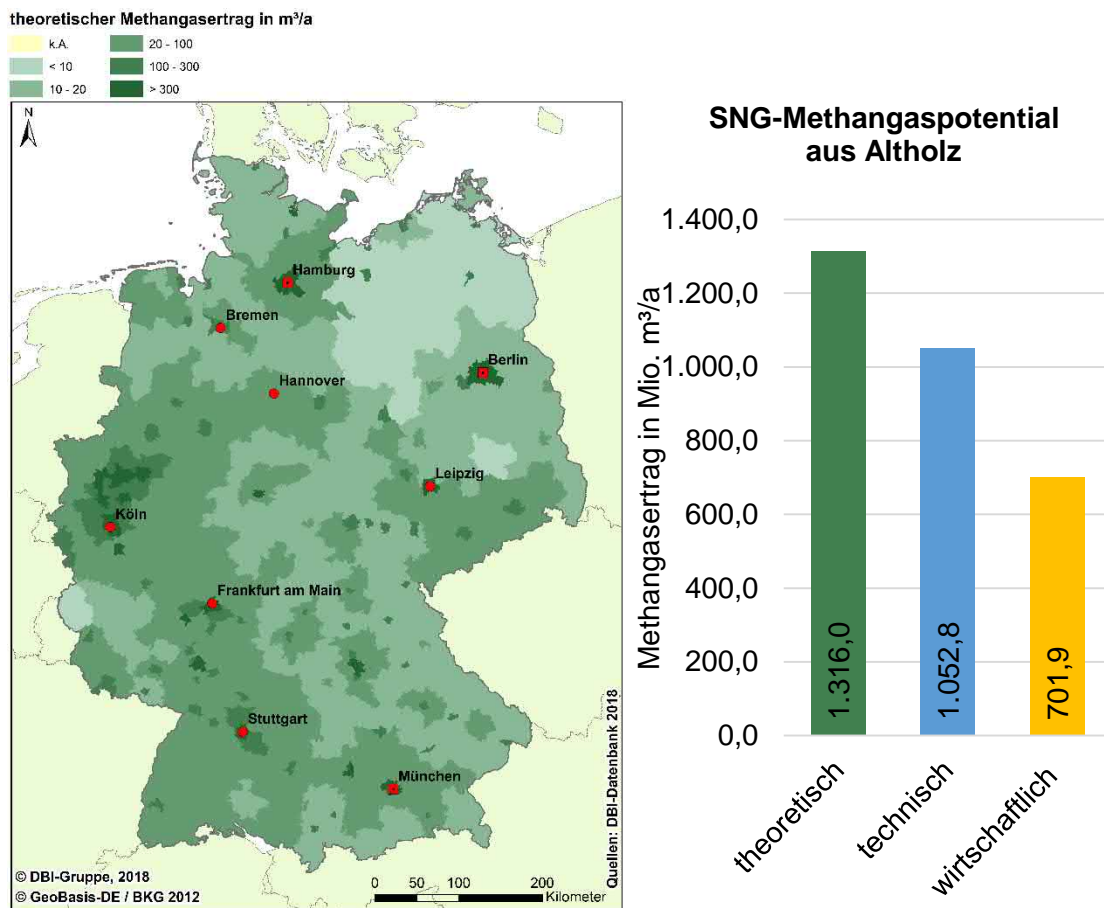 theoretischer Methangasertrag in m³/a
k.A.
20 - 100
< 10
100 - 300
10 - 20
> 300
N
Hamburg
Bremen
Berlin
Hannover
Leipzig
Köln
Frankfurt am Main
Stuttgart
München
© DBI-Gruppe, 2018
© GeoBasis-DE / BKG 2012
0 50 100 200
Kilometer
Quellen: DBI-Datenbank 2018
SNG-Methangaspotential
aus Altholz
Methangasertrag in Mio. m³/a
1.400,0
1.200,0
1.000,0
800,0
600,0
400,0
200,0
0,0
1.316,0
1.052,8
701,9
theoretisch
technisch
wirtschaftlich